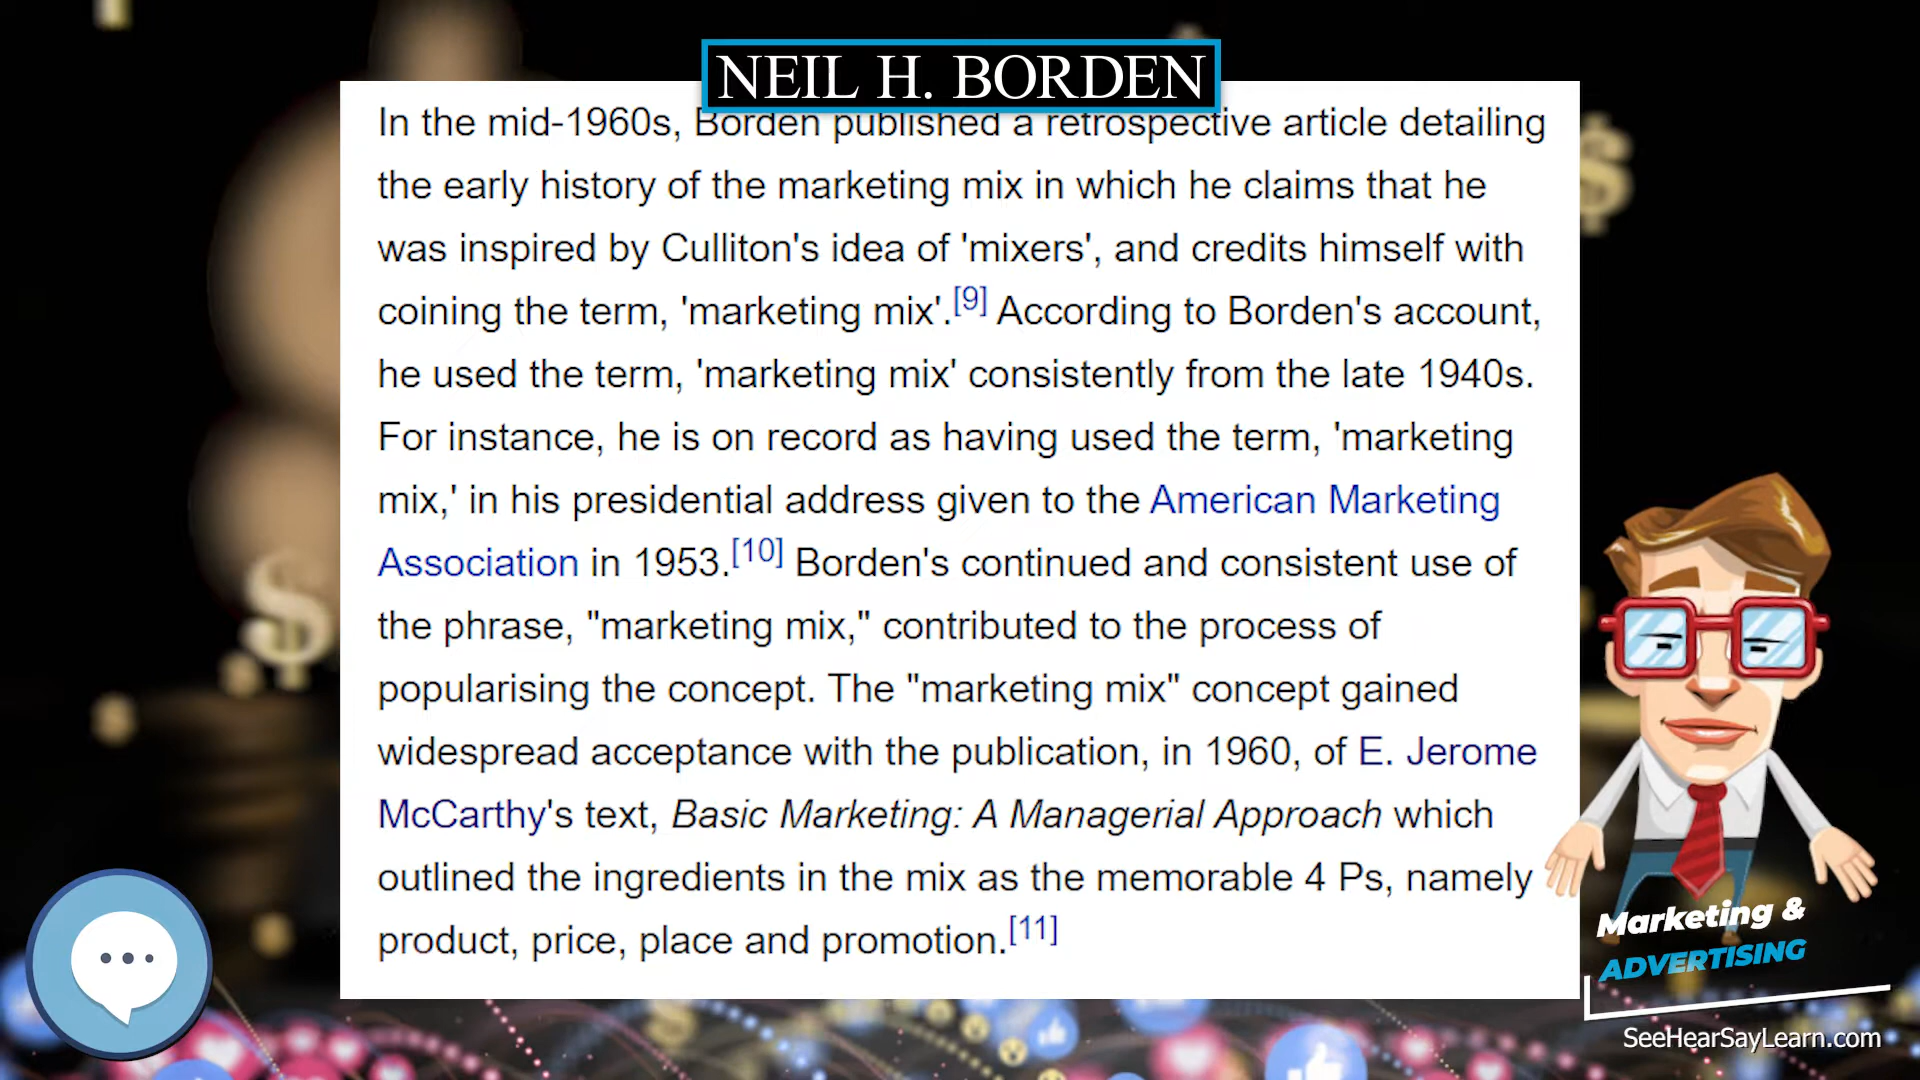 NEIL H. BORDEN
In the mid-1960s, Borden published a retrospective article detailing
the early history of the marketing mix in which he claims that he
was inspired by Culliton's idea of 'mixers', and credits himself with
coining the term, 'marketing mix'.[9] According to Borden's account,
he used the term, 'marketing mix' consistently from the late 1940s.
For instance, he is on record as having used the term, 'marketing
mix,' in his presidential address given to the American Marketing
Association in 1953.[10] Borden's continued and consistent use of
the phrase, "marketing mix," contributed to the process of
popularising the concept. The "marketing mix" concept gained
widespread acceptance with the publication, in 1960, of E. Jerome
McCarthy's text, Basic Marketing: A Managerial Approach which
outlined the ingredients in the mix as the memorable 4 Ps, namely
product, price, place and promotion.[11]
Marketing &
ADVERTISING
SeeHearSayLearn.com